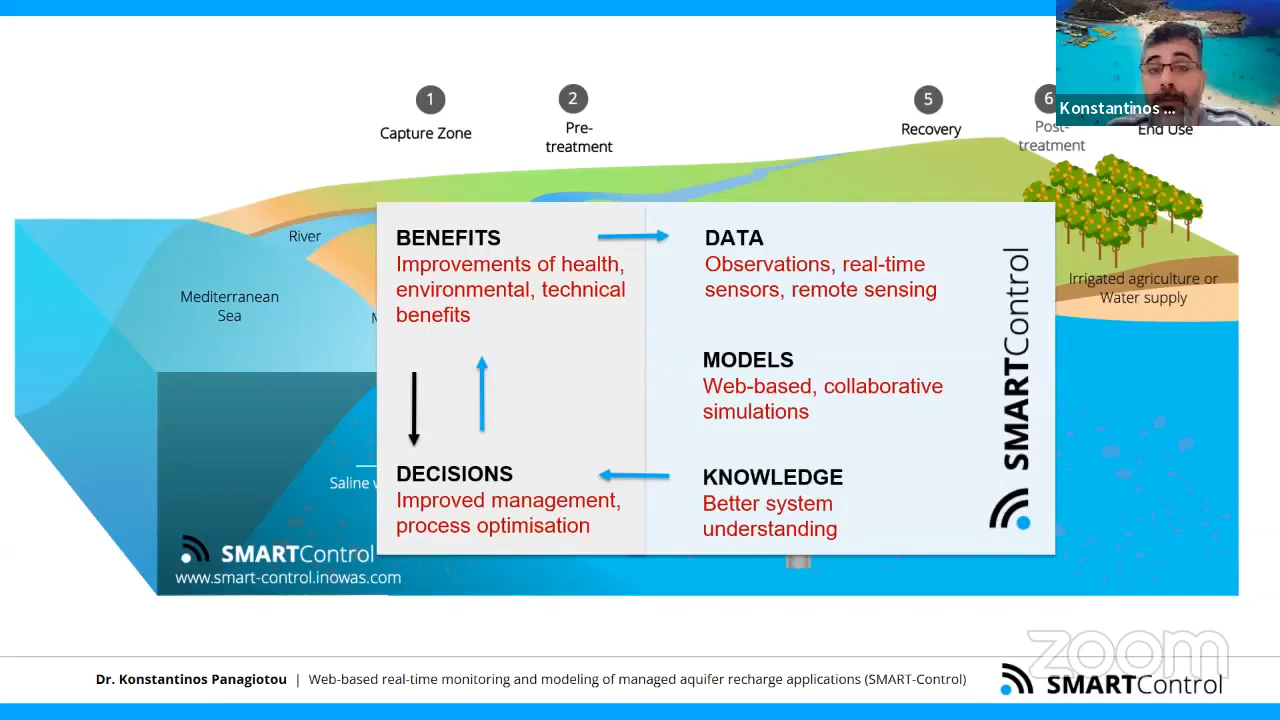 1
2
5
6
Capture Zone
Pre-
treatment
Recovery
Post-
treatment
End Use
Konstantinos ...
River
Mediterranean
Sea
M
Saline w
Irrigated agriculture or
Water supply
BENEFITS
Improvements of health,
environmental, technical
benefits
DECISIONS
Improved management,
process optimisation
DATA
Observations, real-time
sensors, remote sensing
MODELS
Web-based, collaborative
simulations
KNOWLEDGE
Better system
understanding
SMARTControl
SMARTControl
www.smart-control.inowas.com
zoom
Dr. Konstantinos Panagiotou | Web-based real-time monitoring and modeling of managed aquifer recharge applications (SMART-Control)
SMARTControl